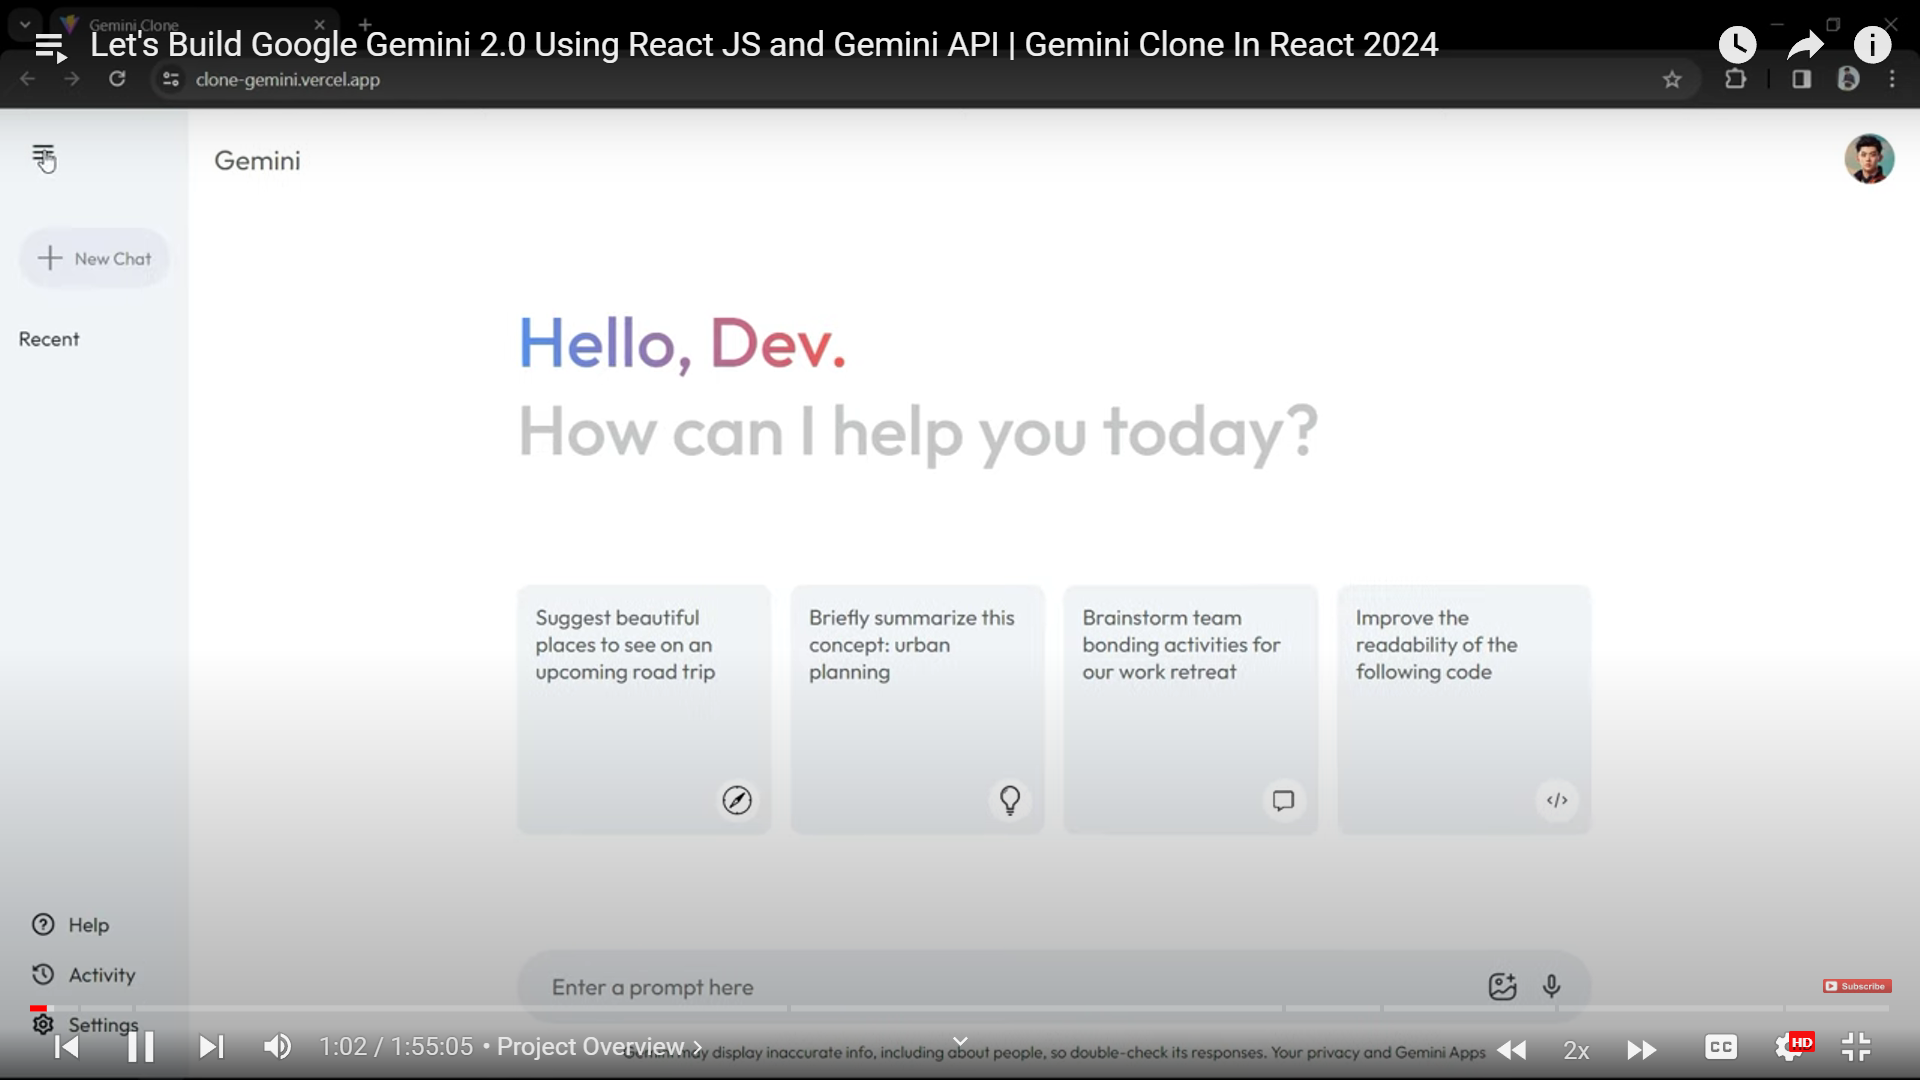 Gemini Clone
Let's Build Google Gemini 2.0 Using React JS and Gemini API | Gemini Clone In React 2024
clone-gemini.vercel.app
Gemini
New Chat
Recent
Hello, Dev.
How can I help you today?
Suggest beautiful
places to see on an
upcoming road trip
Briefly summarize this
concept: urban
planning
Brainstorm team
bonding activities for
our work retreat
Improve the
readability of the
following code
</>
Help
Activity
Settings
Enter a prompt here
Subscribe
1:02 / 1:55:05 • Project Overview
may display inaccurate info, including about people, so double-check its responses. Your privacy and Gemini Apps
2x
CC
HD